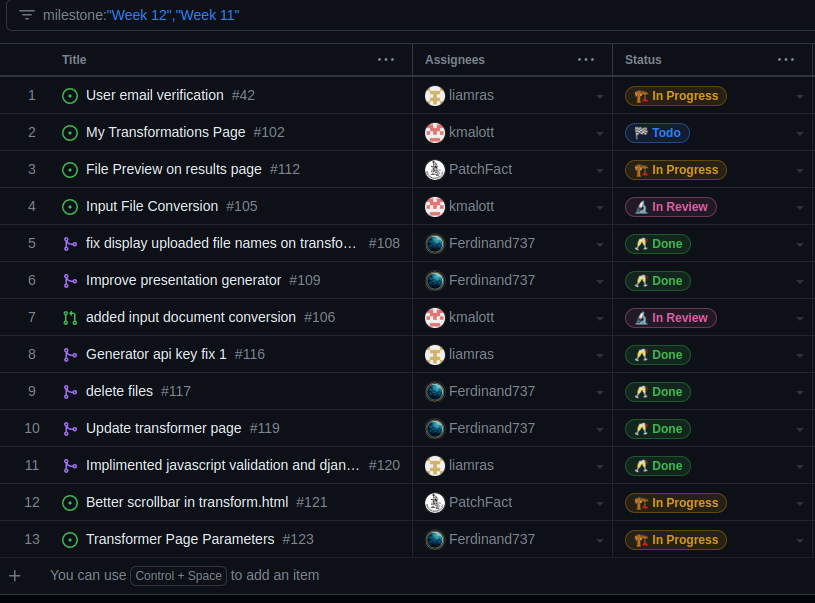 milestone:"Week 12","Week 11"
Title ... Assignees ... Status ...
1 User email verification #42 liamras In Progress
2 My Transformations Page #102 kmalott Todo
3 File Preview on results page #112 PatchFact In Progress
4 Input File Conversion #105 kmalott In Review
5 fix display uploaded file names on transfo... #108 Ferdinand737 Done
6 Improve presentation generator #109 Ferdinand737 Done
7 added input document conversion #106 kmalott In Review
8 Generator api key fix 1 #116 liamras Done
9 delete files #117 Ferdinand737 Done
10 Update transformer page #119 Ferdinand737 Done
11 Implimented javascript validation and djan... #120 liamras Done
12 Better scrollbar in transform.html #121 PatchFact In Progress
13 Transformer Page Parameters #123 Ferdinand737 In Progress
+ You can use Control + Space to add an item